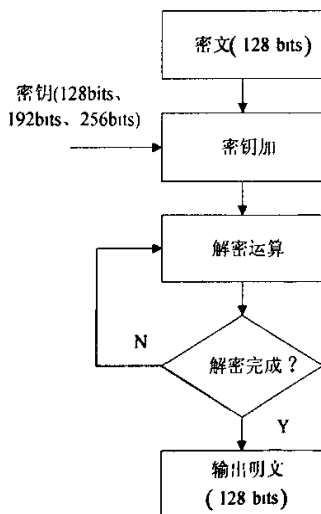 密文( 128 bits)
密钥(128bits、
192bits、256bits)
密钥加
解密运算
N
解密完成？
Y
输出明文
( 128 bits)